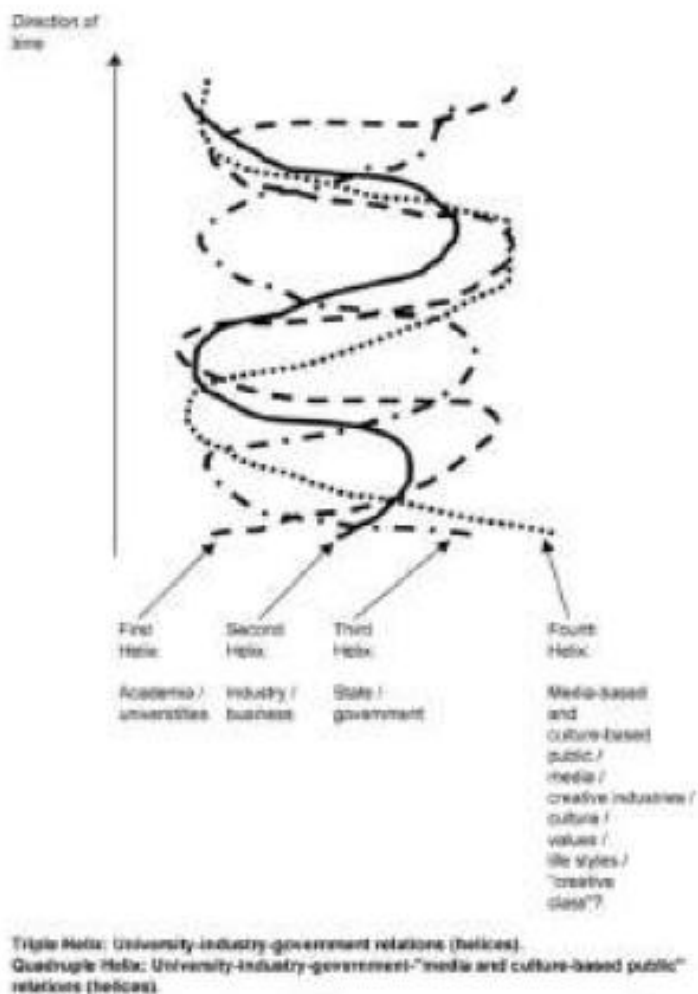 Direction of
time
First
Helix:
Second
Helix:
Third
Helix:
Fourth
Helix:
Academia /
universities
Industry /
business
State /
government
Media-based
and
culture-based
public /
media /
creative industries /
culture /
values /
life styles /
"creative
class"?
Triple Helix: University-industry-government relations (helices).
Quadruple Helix: University-industry-government-"media and culture-based public"
relations (helices).